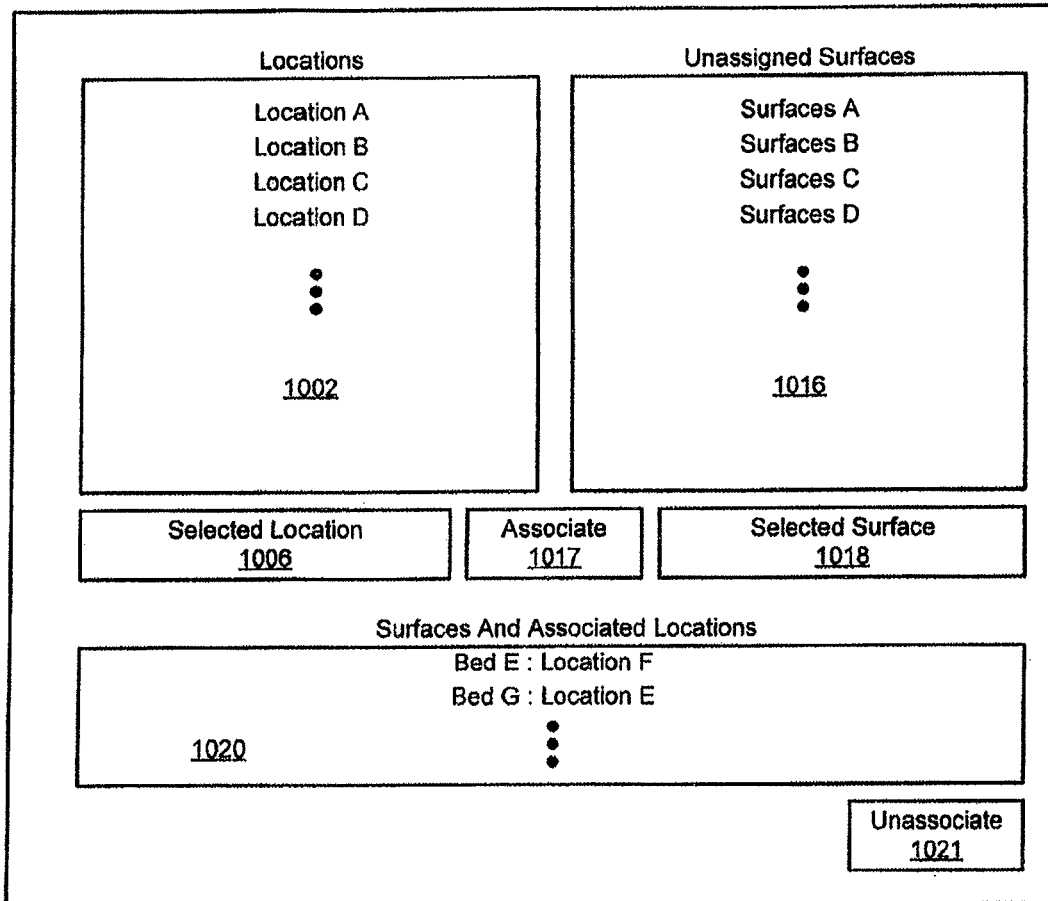 Locations
Location A
Location B
Location C
Location D
1002
Unassigned Surfaces
Surfaces A
Surfaces B
Surfaces C
Surfaces D
1016
Selected Location
1006
Associate
1017
Selected Surface
1018
Surfaces And Associated Locations
Bed E : Location F
Bed G : Location E
1020
Unassociate
1021